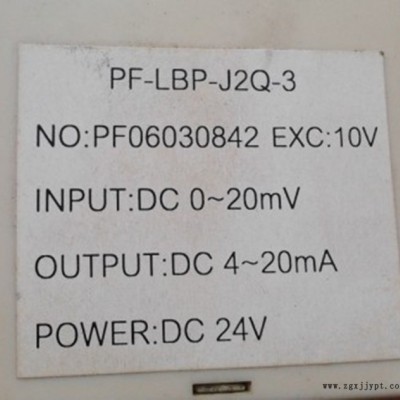 PF-LBP-J2Q-3
NO:PF06030842 EXC:10V
INPUT:DC 0~20mV
OUTPUT:DC 4~20mA
POWER:DC 24V
www.zgxjjypt.com